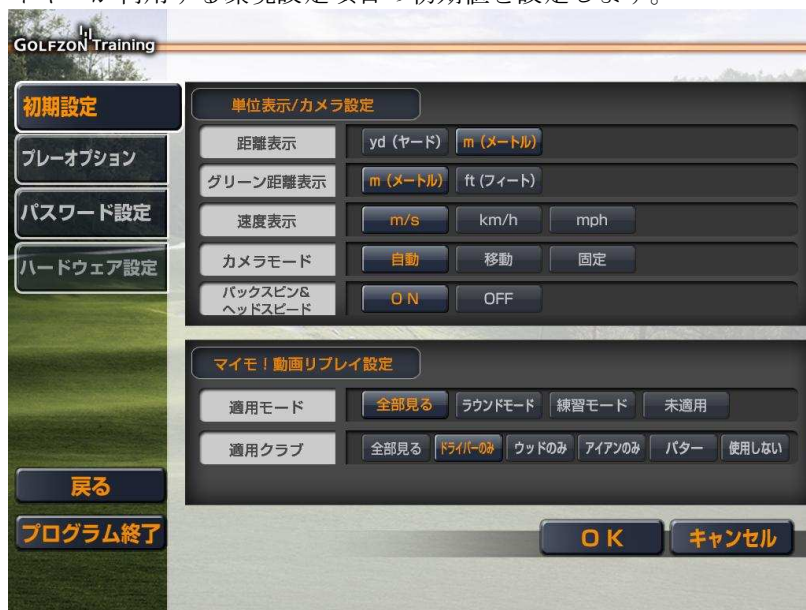 GOLFZON Training
初期設定
プレーオプション
パスワード設定
ハードウェア設定
戻る
プログラム終了
単位表示/カメラ設定
距離表示 yd (ヤード) m (メートル)
グリーン距離表示 m (メートル) ft (フィート)
速度表示 m/s km/h mph
カメラモード 自動 移動 固定
バックスピン&
ヘッドスピード ON OFF
マイモ!動画リプレイ設定
適用モード 全部見る ラウンドモード 練習モード 未適用
適用クラブ 全部見る ドライバーのみ ウッドのみ アイアンのみ パター 使用しない
OK キャンセル